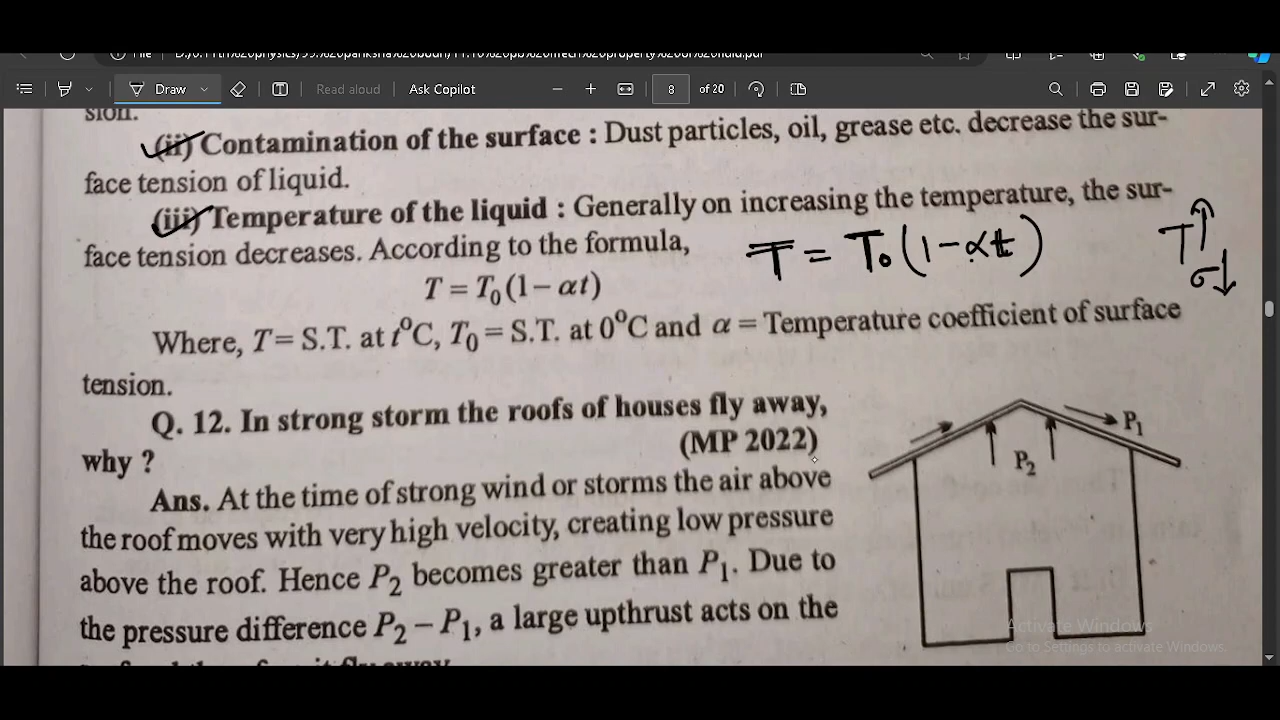 File D:/0.11th%20physics/
Draw Read aloud Ask Copilot 8 of 20
sion.
(ii) Contamination of the surface : Dust particles, oil, grease etc. decrease the sur-
face tension of liquid.
(iii) Temperature of the liquid : Generally on increasing the temperature, the sur-
face tension decreases. According to the formula,
T = T₀ (1 - αt)
T ↑
σ ↓
T = T₀ (1 - αt)
Where, T = S.T. at t°C, T₀ = S.T. at 0°C and α = Temperature coefficient of surface
tension.
Q. 12. In strong storm the roofs of houses fly away,
why ? (MP 2022)
Ans. At the time of strong wind or storms the air above
the roof moves with very high velocity, creating low pressure
above the roof. Hence P₂ becomes greater than P₁. Due to
the pressure difference P₂ – P₁, a large upthrust acts on the
P₁
P₂
Activate Windows
Go to Settings to activate Windows.